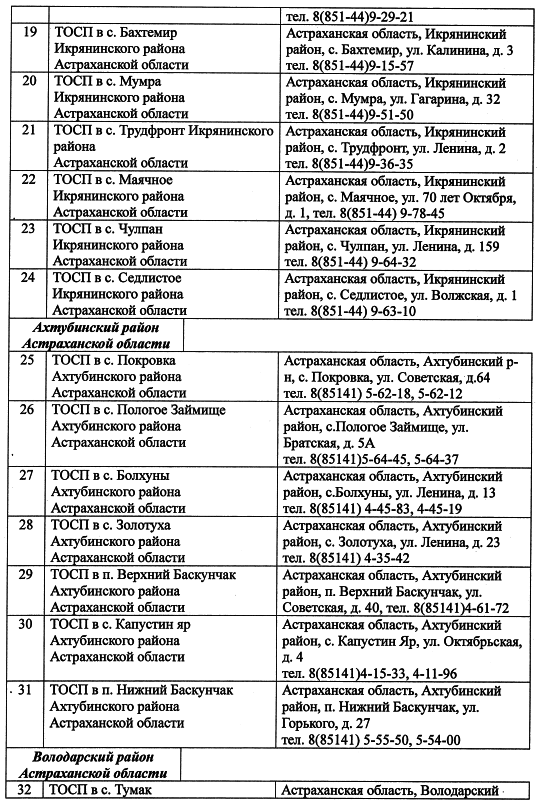 тел. 8(851-44)9-29-21
19 ТОСП в с. Бахтемир Астраханская область, Икрянинский
Икрянинского района район, с. Бахтемир, ул. Калинина, д. 3
Астраханской области тел. 8(851-44)9-15-57
20 ТОСП в с. Мумра Астраханская область, Икрянинский
Икрянинского района район, с. Мумра, ул. Гагарина, д. 32
Астраханской области тел. 8(851-44)9-51-50
21 ТОСП в с. Трудфронт Икрянинского Астраханская область, Икрянинский
района район, с. Трудфронт, ул. Ленина, д. 2
Астраханской области тел. 8(851-44)9-36-35
22 ТОСП в с. Маячное Астраханская область, Икрянинский
Икрянинского района район, с. Маячное, ул. 70 лет Октября,
Астраханской области д. 1, тел. 8(851-44) 9-78-45
23 ТОСП в с. Чулпан Астраханская область, Икрянинский
Икрянинского района район, с. Чулпан, ул. Ленина, д. 159
Астраханской области тел. 8(851-44) 9-64-32
24 ТОСП в с. Седлистое Астраханская область, Икрянинский
Икрянинского района район, с. Седлистое, ул. Волжская, д. 1
Астраханской области тел. 8(851-44) 9-63-10
Ахтубинский район
Астраханской области
25 ТОСП в с. Покровка Астраханская область, Ахтубинский р-
Ахтубинского района н, с. Покровка, ул. Советская, д.64
Астраханской области тел. 8(85141) 5-62-18, 5-62-12
26 ТОСП в с. Пологое Займище Астраханская область, Ахтубинский
Ахтубинского района район, с.Пологое Займище, ул.
Астраханской области Братская, д. 5А
тел. 8(85141)5-64-45, 5-64-37
27 ТОСП в с. Болхуны Астраханская область, Ахтубинский
Ахтубинского района район, с.Болхуны, ул. Ленина, д. 13
Астраханской области тел. 8(85141) 4-45-83, 4-45-19
28 ТОСП в с. Золотуха Астраханская область, Ахтубинский
Ахтубинского района район, с. Золотуха, ул. Ленина, д. 23
Астраханской области тел. 8(85141) 4-35-42
29 ТОСП в п. Верхний Баскунчак Астраханская область, Ахтубинский
Ахтубинского района район, п. Верхний Баскунчак, ул.
Астраханской области Советская, д. 40, тел. 8(85141)4-61-72
30 ТОСП в с. Капустин яр Астраханская область, Ахтубинский
Ахтубинского района район, с. Капустин Яр, ул. Октябрьская,
Астраханской области д. 4
тел. 8(85141)4-15-33, 4-11-96
31 ТОСП в п. Нижний Баскунчак Астраханская область, Ахтубинский
Ахтубинского района район, п. Нижний Баскунчак, ул.
Астраханской области Горького, д. 27
тел. 8(85141) 5-55-50, 5-54-00
Володарский район
Астраханской области
32 ТОСП в с. Тумак Астраханская область, Володарский